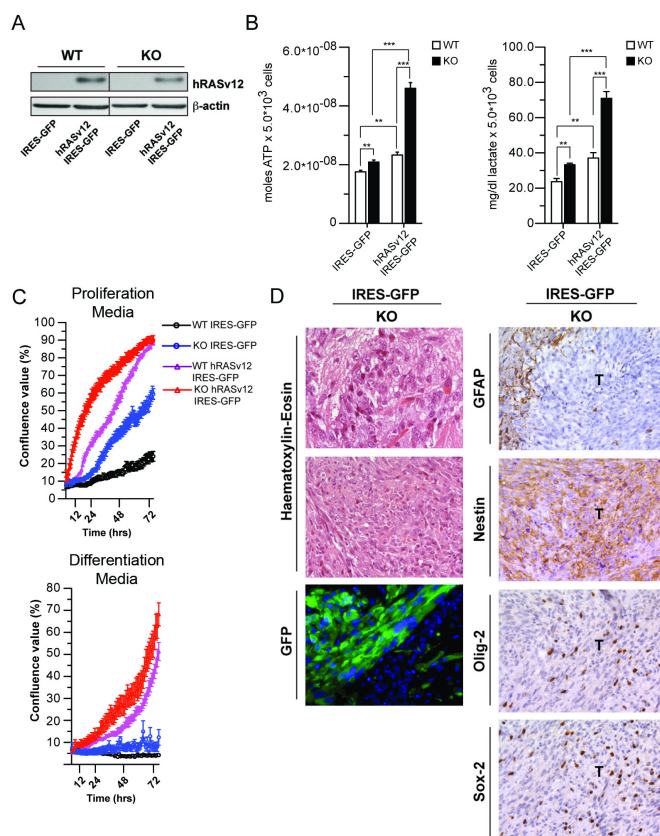 A
WT KO
hRASv12
β-actin
IRES-GFP
hRASv12
IRES-GFP
IRES-GFP
hRASv12
IRES-GFP
B
moles ATP x 5.0*10³ cells
6.0*10-08
4.0*10-08
2.0*10-08
0
***
***
**
**
WT
KO
IRES-GFP
hRASv12
IRES-GFP
mg/dl lactate x 5.0*10³ cells
100.0
80.0
60.0
40.0
20.0
0
***
***
**
**
WT
KO
IRES-GFP
hRASv12
IRES-GFP
C
Proliferation
Media
Confluence value (%)
100
90
80
70
60
50
40
30
20
10
0
12 24 48 72
Time (hrs)
WT IRES-GFP
KO IRES-GFP
WT hRASv12
IRES-GFP
KO hRASv12
IRES-GFP
Differentiation
Media
Confluence value (%)
80
70
60
50
40
30
20
10
12 24 48 72
Time (hrs)
D
IRES-GFP
KO
Haematoxylin-Eosin
GFP
IRES-GFP
KO
GFAP
T
Nestin
T
Olig-2
T
Sox-2
T